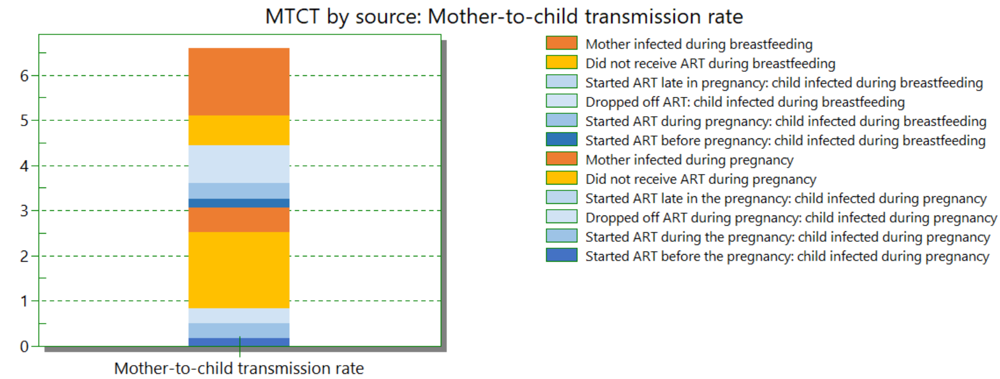 MTCT by source: Mother-to-child transmission rate
6
5
4
3
2
1
0
Mother-to-child transmission rate
Mother infected during breastfeeding
Did not receive ART during breastfeeding
Started ART late in pregnancy: child infected during breastfeeding
Dropped off ART: child infected during breastfeeding
Started ART during pregnancy: child infected during breastfeeding
Started ART before pregnancy: child infected during breastfeeding
Mother infected during pregnancy
Did not receive ART during pregnancy
Started ART late in the pregnancy: child infected during pregnancy
Dropped off ART during pregnancy: child infected during pregnancy
Started ART during the pregnancy: child infected during pregnancy
Started ART before the pregnancy: child infected during pregnancy